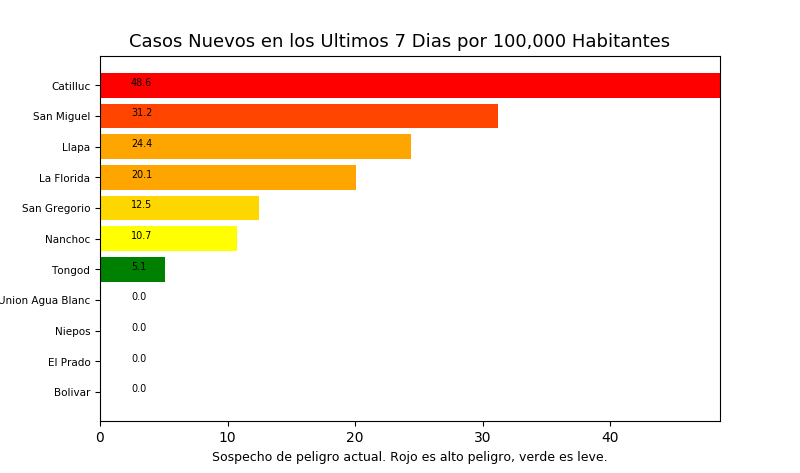 Casos Nuevos en los Ultimos 7 Dias por 100,000 Habitantes
Catilluc 48.6
San Miguel 31.2
Llapa 24.4
La Florida 20.1
San Gregorio 12.5
Nanchoc 10.7
Tongod 5.1
Union Agua Blanc 0.0
Niepos 0.0
El Prado 0.0
Bolivar 0.0
0 10 20 30 40
Sospecho de peligro actual. Rojo es alto peligro, verde es leve.